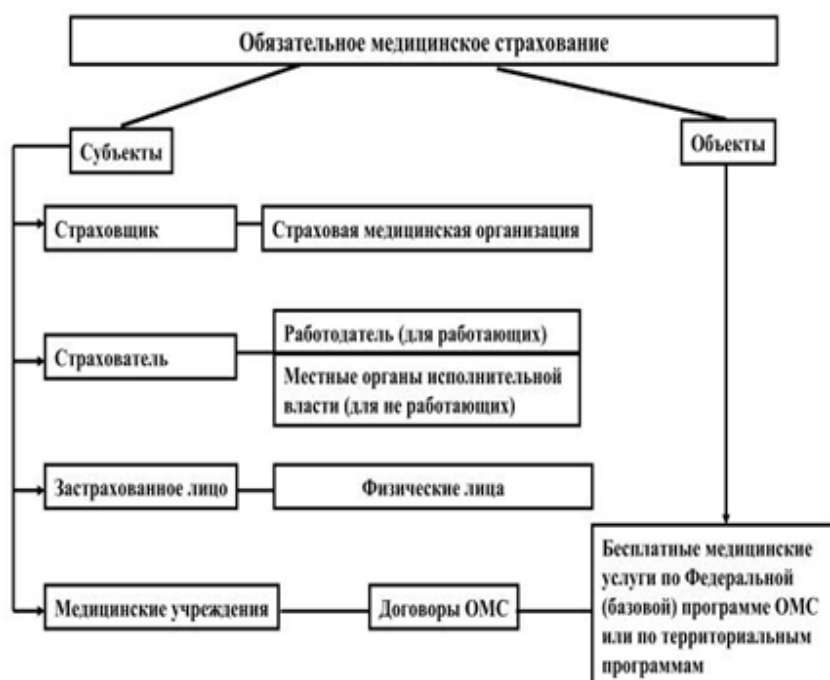 Обязательное медицинское страхование
Субъекты
Объекты
Страховщик
Страховая медицинская организация
Страхователь
Работодатель (для работающих)
Местные органы исполнительной
власти (для не работающих)
Застрахованное лицо
Физические лица
Медицинские учреждения
Договоры ОМС
Бесплатные медицинские
услуги по Федеральной
(базовой) программе ОМС
или по территориальным
программам